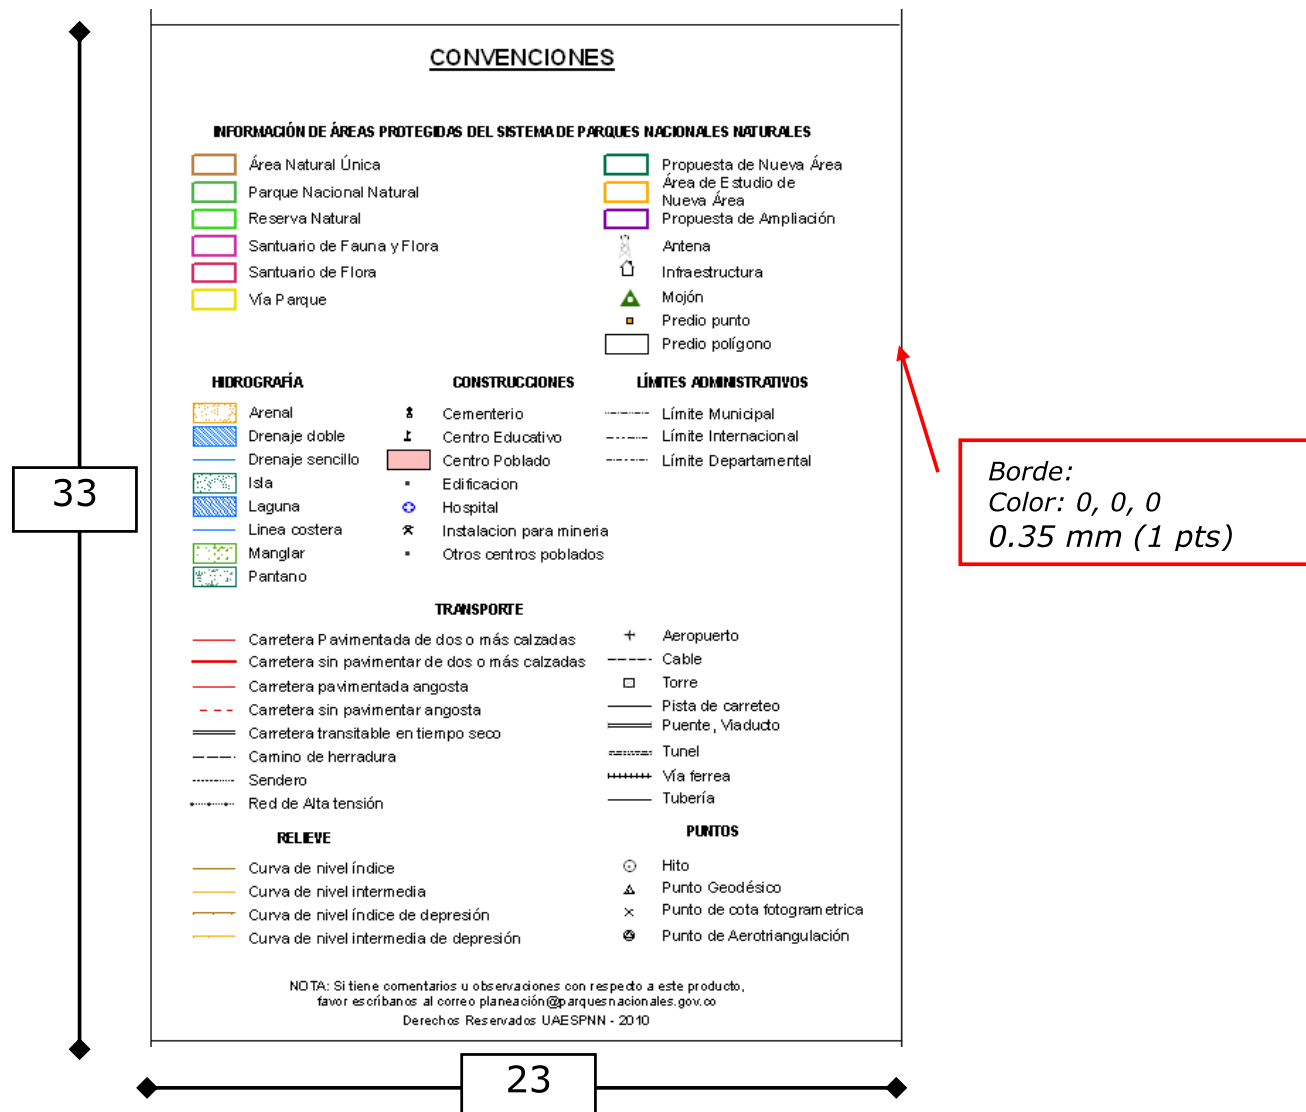 CONVENCIONES
INFORMACIÓN DE ÁREAS PROTEGIDAS DEL SISTEMA DE PARQUES NACIONALES NATURALES
Área Natural Única
Parque Nacional Natural
Reserva Natural
Santuario de Fauna y Flora
Santuario de Flora
Vía Parque
Propuesta de Nueva Área
Área de Estudio de
Nueva Área
Propuesta de Ampliación
Antena
Infraestructura
Mojón
Predio punto
Predio polígono
HIDROGRAFÍA
Arenal
Drenaje doble
Drenaje sencillo
Isla
Laguna
Linea costera
Manglar
Pantano
CONSTRUCCIONES
Cementerio
Centro Educativo
Centro Poblado
Edificacion
Hospital
Instalacion para mineria
Otros centros poblados
LÍMITES ADMINISTRATIVOS
Límite Municipal
Límite Internacional
Límite Departamental
TRANSPORTE
Carretera Pavimentada de dos o más calzadas
Carretera sin pavimentar de dos o más calzadas
Carretera pavimentada angosta
Carretera sin pavimentar angosta
Carretera transitable en tiempo seco
Camino de herradura
Sendero
Red de Alta tensión
Aeropuerto
Cable
Torre
Pista de carreteo
Puente, Viaducto
Tunel
Vía ferrea
Tubería
RELIEVE
Curva de nivel índice
Curva de nivel intermedia
Curva de nivel índice de depresión
Curva de nivel intermedia de depresión
PUNTOS
Hito
Punto Geodésico
Punto de cota fotogrametrica
Punto de Aerotriangulación
NOTA: Si tiene comentarios u observaciones con respecto a este producto,
favor escríbanos al correo planeación@parquesnacionales.gov.co
Derechos Reservados UAESPNN - 2010
33
23
Borde:
Color: 0, 0, 0
0.35 mm (1 pts)